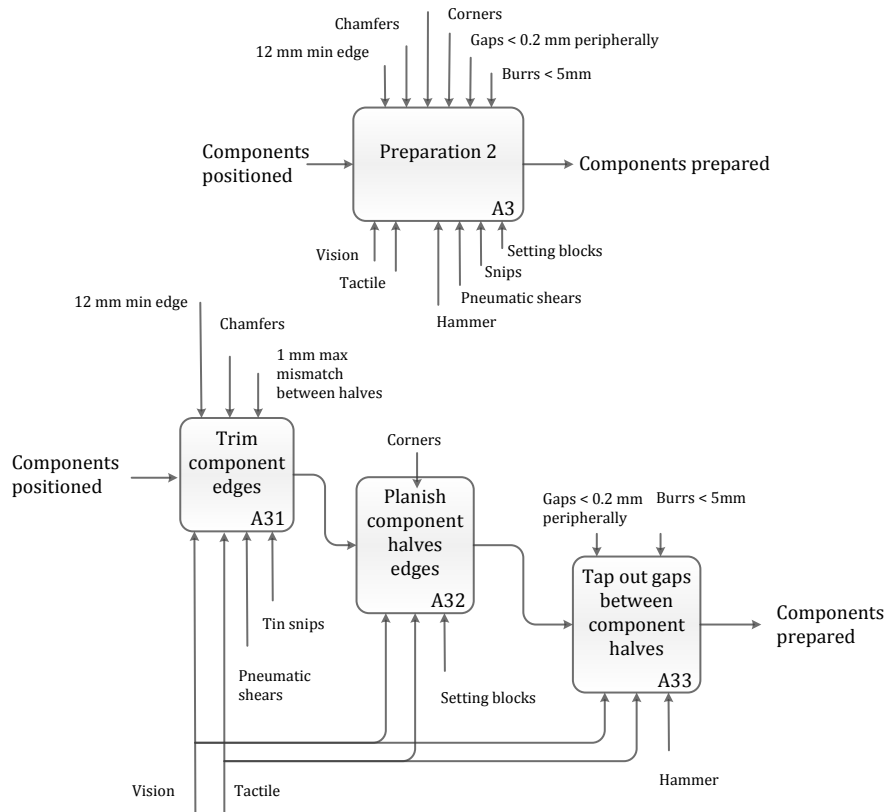 Corners
Chamfers
Gaps < 0.2 mm peripherally
12 mm min edge
Burrs < 5mm
Components
positioned
Preparation 2
Components prepared
A3
Vision
Setting blocks
Tactile
Snips
Pneumatic shears
Hammer
12 mm min edge
Chamfers
1 mm max
mismatch
between halves
Components
positioned
Trim
component
edges
A31
Corners
Planish
component
halves
edges
A32
Gaps < 0.2 mm
peripherally
Burrs < 5mm
Tap out gaps
between
component
halves
A33
Components
prepared
Tin snips
Pneumatic
shears
Setting blocks
Hammer
Vision
Tactile